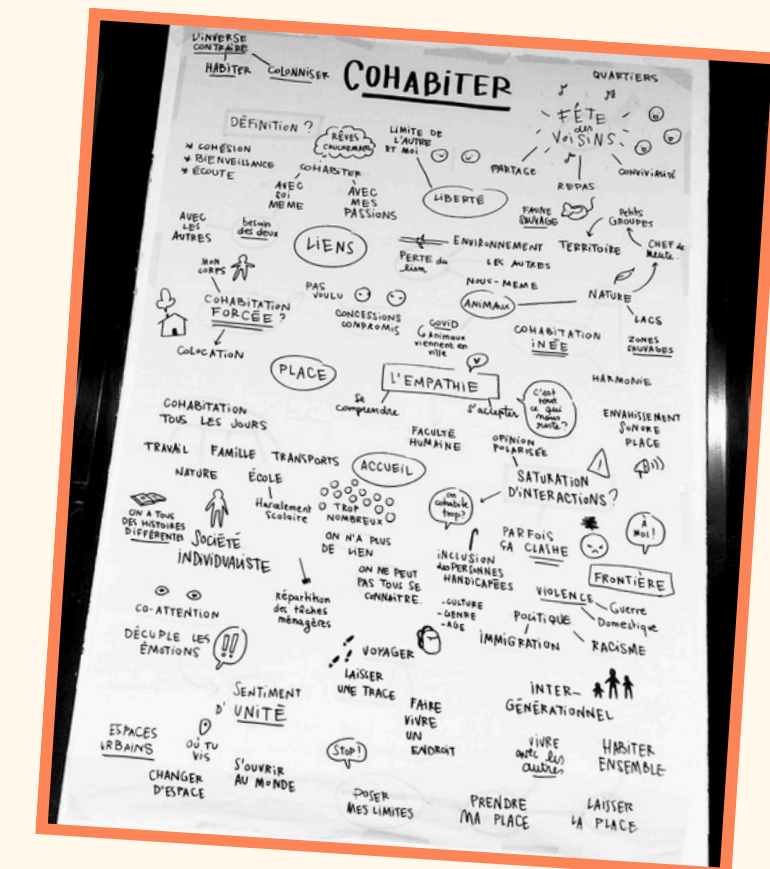 L'INVERSE
CONTRAIRE
HABITER
COLONNISER
COHABITER
QUARTIERS
FÊTE
des
VOISINS
PARTAGE
REPAS
CONVIVIALITÉ
DÉFINITION ?
* COHÉSION
* BIENVEILLANCE
* ÉCOUTE
RÊVES
CAUCHEMARS
COHABITER
AVEC
SOI
MEME
AVEC
MES
PASSIONS
LIMITE DE
L'AUTRE
ET MOI
LIBERTÉ
FAUNE
SAUVAGE
Petits
GROUPES
CHEF de
meute.
AVEC
LES
AUTRES
besoin
des deux
LIENS
PERTE du
lien
ENVIRONNEMENT
LES AUTRES
NOUS-MEME
TERRITOIRE
MON
CORPS
COHABITATION
FORCÉE ?
COLOCATION
PAS
VOULU
CONCESSIONS
COMPROMIS
ANIMAUX
NATURE
LACS
ZONES
SAUVAGES
COVID
Animaux
viennent en
ville
COHABITATION
INÉE
HARMONIE
PLACE
L'EMPATHIE
Se
comprendre
S'accepter
C'est
tout
ce qui
nous
reste ?
ENVAHISSEMENT
SONORE
PLACE
COHABITATION
TOUS LES JOURS
TRAVAIL
FAMILLE
TRANSPORTS
NATURE
ÉCOLE
Harcelement
Scolaire
FACULTÉ
HUMAINE
OPINION
POLARISÉE
ACCUEIL
SATURATION
D'INTERACTIONS ?
ON A TOUS
DES HISTOIRES
DIFFÉRENTES
SOCIÉTÉ
INDIVIDUALISTE
TROP
NOMBREUX
ON N'A PLUS
DE LIEN
ON NE PEUT
PAS TOUS SE
CONNAITRE.
on
cohabite
trop?
INCLUSION
des PERSONNES
HANDICAPÉES
- CULTURE
- GENRE
- AGE
PARFOIS
ÇA CLASHE
À
MOI !
FRONTIÈRE
VIOLENCE
Guerre
Domestique
POLITIQUE
IMMIGRATION
RACISME
CO-ATTENTION
DÉCUPLE LES
ÉMOTIONS
!!
Répartition
des tâches
ménagères
VOYAGER
LAISSER
UNE TRACE
FAIRE
VIVRE
UN
ENDROIT
INTER-
GÉNÉRATIONNEL
SENTIMENT
D'UNITÉ
ESPACES
URBAINS
OÙ TU
VIS
CHANGER
D'ESPACE
S'OUVRIR
AU MONDE
STOP !
POSER
MES LIMITES
VIVRE
avec les
autres
HABITER
ENSEMBLE
PRENDRE
MA PLACE
LAISSER
LA PLACE